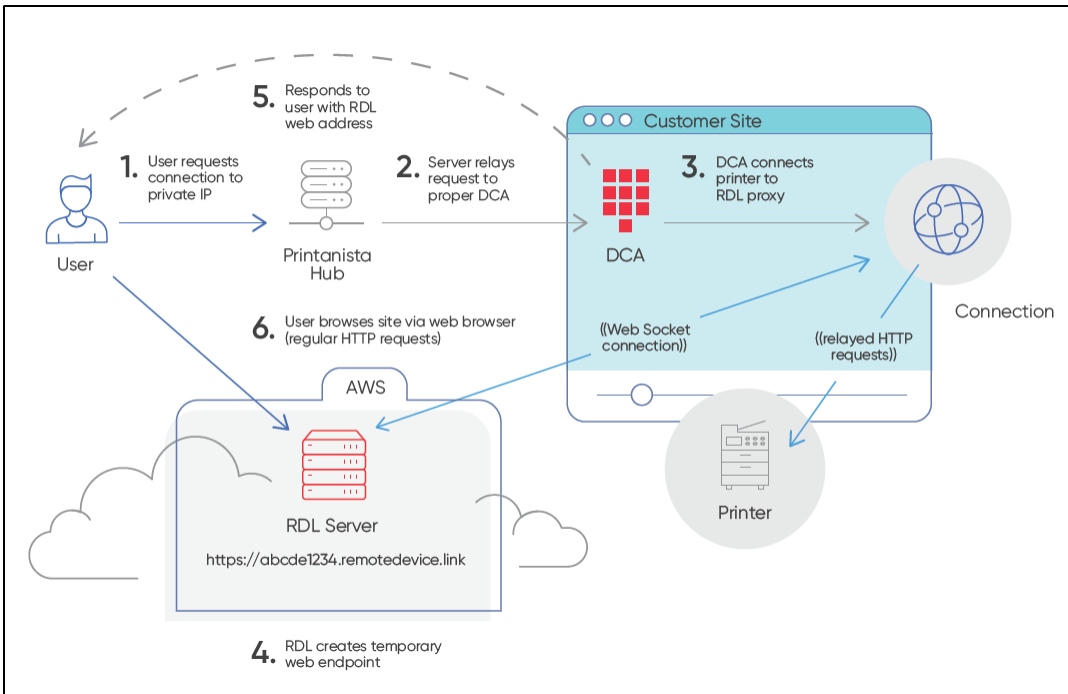 5. Responds to
user with RDL
web address
Customer Site
1. User requests
connection to
private IP
2. Server relays
request to
proper DCA
3. DCA connects
printer to
RDL proxy
User
Printanista
Hub
DCA
Connection
6. User browses site via web browser
(regular HTTP requests)
((Web Socket
connection))
((relayed HTTP
requests))
AWS
RDL Server
https://abcde1234.remotedevice.link
Printer
4. RDL creates temporary
web endpoint